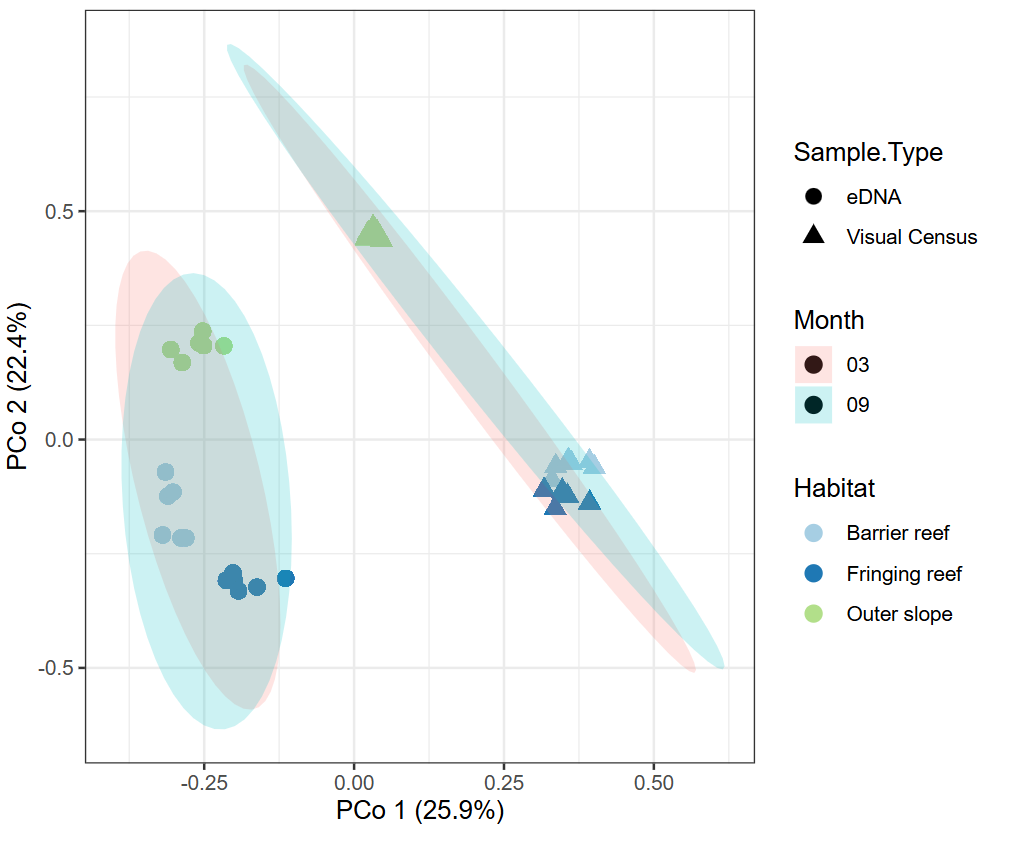 PCo 2 (22.4%)
0.5
0.0
-0.5
-0.25
0.00
0.25
0.50
PCo 1 (25.9%)
Sample.Type
eDNA
Visual Census
Month
03
09
Habitat
Barrier reef
Fringing reef
Outer slope